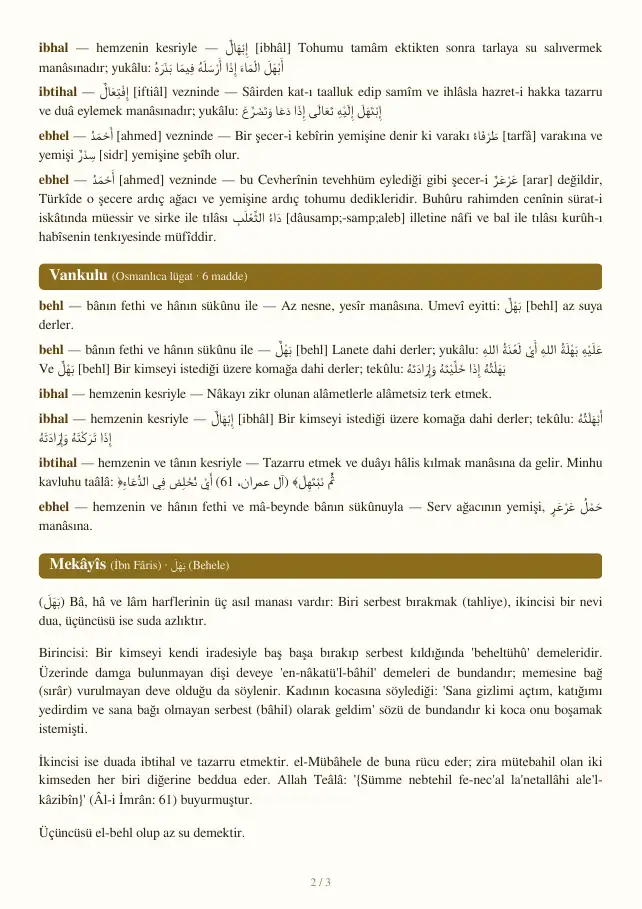 ibhal — hemzenin kesriyle — إِبْهَالٌ [ibhâl] Tohumu tamâm ektikten sonra tarlaya su salıvermek
manâsınadır; yukâlu: أَبْهَلَ الْمَاءَ إِذَا أَرْسَلَهُ فِيمَا بَذَرَهُ
ibtihal — إِفْتِعَالٌ [iftiâl] vezninde — Sâirden kat-ı taalluk edip samîm ve ihlâsla hazret-i hakka tazarru
ve duâ eylemek manâsınadır; yukâlu: إِبْتَهَلَ إِلَيْهِ تَعَالَى إِذَا دَعَا وَتَضَرَّعَ
ebhel — أَحْمَدُ [ahmed] vezninde — Bir şecer-i kebîrin yemişine denir ki varakı طَرْفَاءُ [tarfâ] varakına ve
yemişi سِدْرٌ [sidr] yemişine şebîh olur.
ebhel — أَحْمَدُ [ahmed] vezninde — bu Cevherînin tevehhüm eylediği gibi şecer-i عَرْعَرٌ [arar] değildir,
Türkîde o şecere ardıç ağacı ve yemişine ardıç tohumu dedikleridir. Buhûru rahimden cenînin sürat-i
iskâtında müessir ve sirke ile tılâsı دَاءُ الثَّعْلَبِ [dâusamp;-samp;aleb] illetine nâfi ve bal ile tılâsı kurûh-ı
habîsenin tenkıyesinde müfîddir.
Vankulu (Osmanlıca lügat · 6 madde)
behl — bânın fethi ve hânın sükûnu ile — Az nesne, yesîr manâsına. Umevî eyitti: بَهْلٌ [behl] az suya
derler.
behl — bânın fethi ve hânın sükûnu ile — بَهْلٌ [behl] Lanete dahi derler; yukâlu: عَلَيْهِ بَهْلَةُ اللهِ أَيْ لَعْنَةُ اللهِ
Ve بَهْلٌ [behl] Bir kimseyi istediği üzere komağa dahi derler; tekûlu: بَهَلْتُهُ إِذَا خَلَّيْتَهُ وَإِرَادَتَهُ
ibhal — hemzenin kesriyle — Nâkayı zikr olunan alâmetlerle alâmetsiz terk etmek.
ibhal — hemzenin kesriyle — إِبْهَالٌ [ibhâl] Bir kimseyi istediği üzere komağa dahi derler; tekûlu: أَبْهَلْتُهُ
إِذَا تَرَكْتَهُ وَإِرَادَتَهُ
ibtihal — hemzenin ve tânın kesriyle — Tazarru etmek ve duâyı hâlis kılmak manâsına da gelir. Minhu
kavluhu taâlâ: ﴿ثُمَّ نَبْتَهِلْ﴾ (آل عمران، 61) أَيْ نُخْلِصْ فِي الدُّعَاءِ
ebhel — hemzenin ve hânın fethi ve mâ-beynde bânın sükûnuyla — Serv ağacının yemişi, حَمْلُ عَرْعَرٍ
manâsına.
Mekâyîs (İbn Fâris) · بَهَلَ (Behele)
(بَهَلَ) Bâ, hâ ve lâm harflerinin üç asıl manası vardır: Biri serbest bırakmak (tahliye), ikincisi bir nevi
dua, üçüncüsü ise suda azlıktır.
Birincisi: Bir kimseyi kendi iradesiyle baş başa bırakıp serbest kıldığında 'beheltühû' demeleridir.
Üzerinde damga bulunmayan dişi deveye 'en-nâkatü'l-bâhil' demeleri de bundandır; memesine bağ
(sırâr) vurulmayan deve olduğu da söylenir. Kadının kocasına söylediği: 'Sana gizlimi açtım, katığımı
yedirdim ve sana bağı olmayan serbest (bâhil) olarak geldim' sözü de bundandır ki koca onu boşamak
istemişti.
İkincisi ise duada ibtihal ve tazarru etmektir. el-Mübâhele de buna rücu eder; zira mütebahil olan iki
kimseden her biri diğerine beddua eder. Allah Teâlâ: '{Sümme nebtehil fe-nec'al la'netallâhi ale'l-
kâzibîn}' (Âl-i İmrân: 61) buyurmuştur.
Üçüncüsü el-behl olup az su demektir.
2 / 3